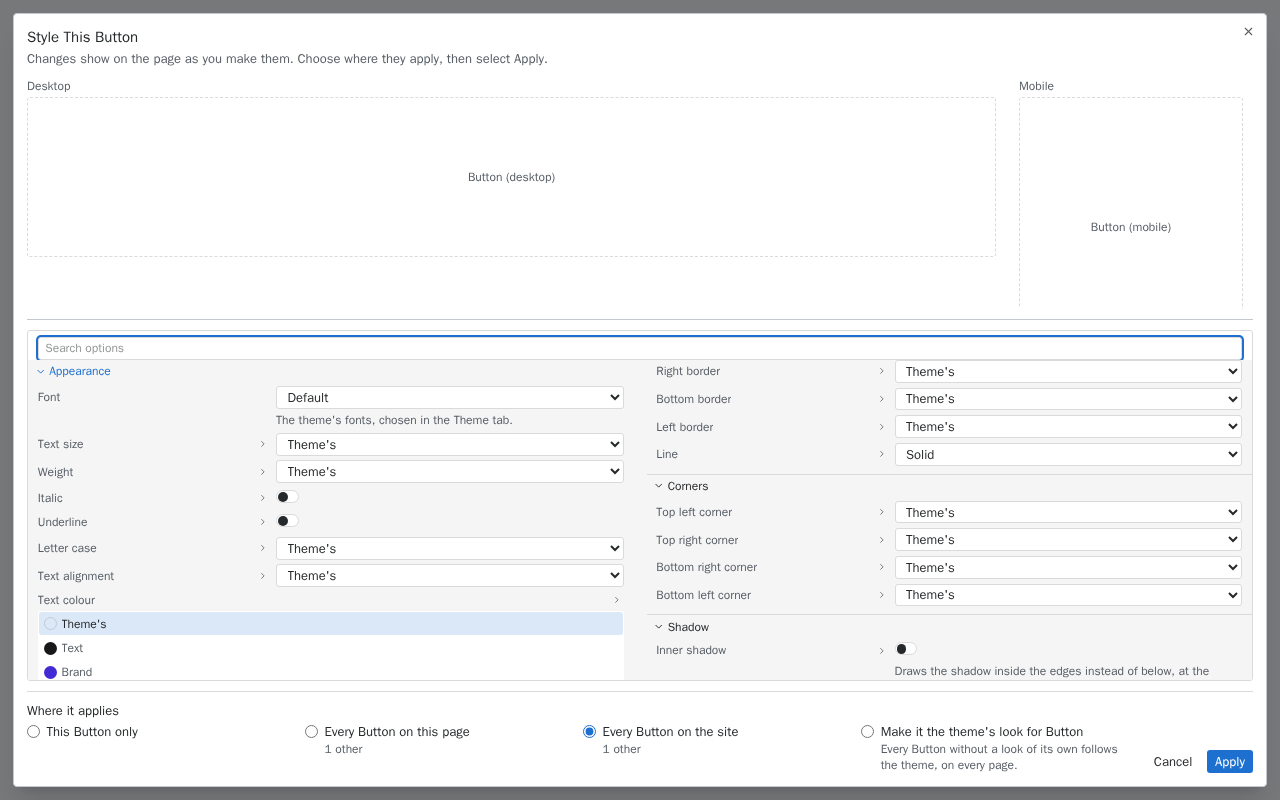 Style This Button
Changes show on the page as you make them. Choose where they apply, then select Apply.
Desktop
Mobile
Button (desktop)
Button (mobile)
Search options
Appearance
Font
Default
The theme's fonts, chosen in the Theme tab.
Text size
Theme's
Weight
Theme's
Italic
Underline
Letter case
Theme's
Text alignment
Theme's
Text colour
Theme's
Text
Brand
Right border
Theme's
Bottom border
Theme's
Left border
Theme's
Line
Solid
Corners
Top left corner
Theme's
Top right corner
Theme's
Bottom right corner
Theme's
Bottom left corner
Theme's
Shadow
Inner shadow
Draws the shadow inside the edges instead of below, at the
Where it applies
This Button only
Every Button on this page
1 other
Every Button on the site
1 other
Make it the theme's look for Button
Every Button without a look of its own follows
the theme, on every page.
Cancel
Apply